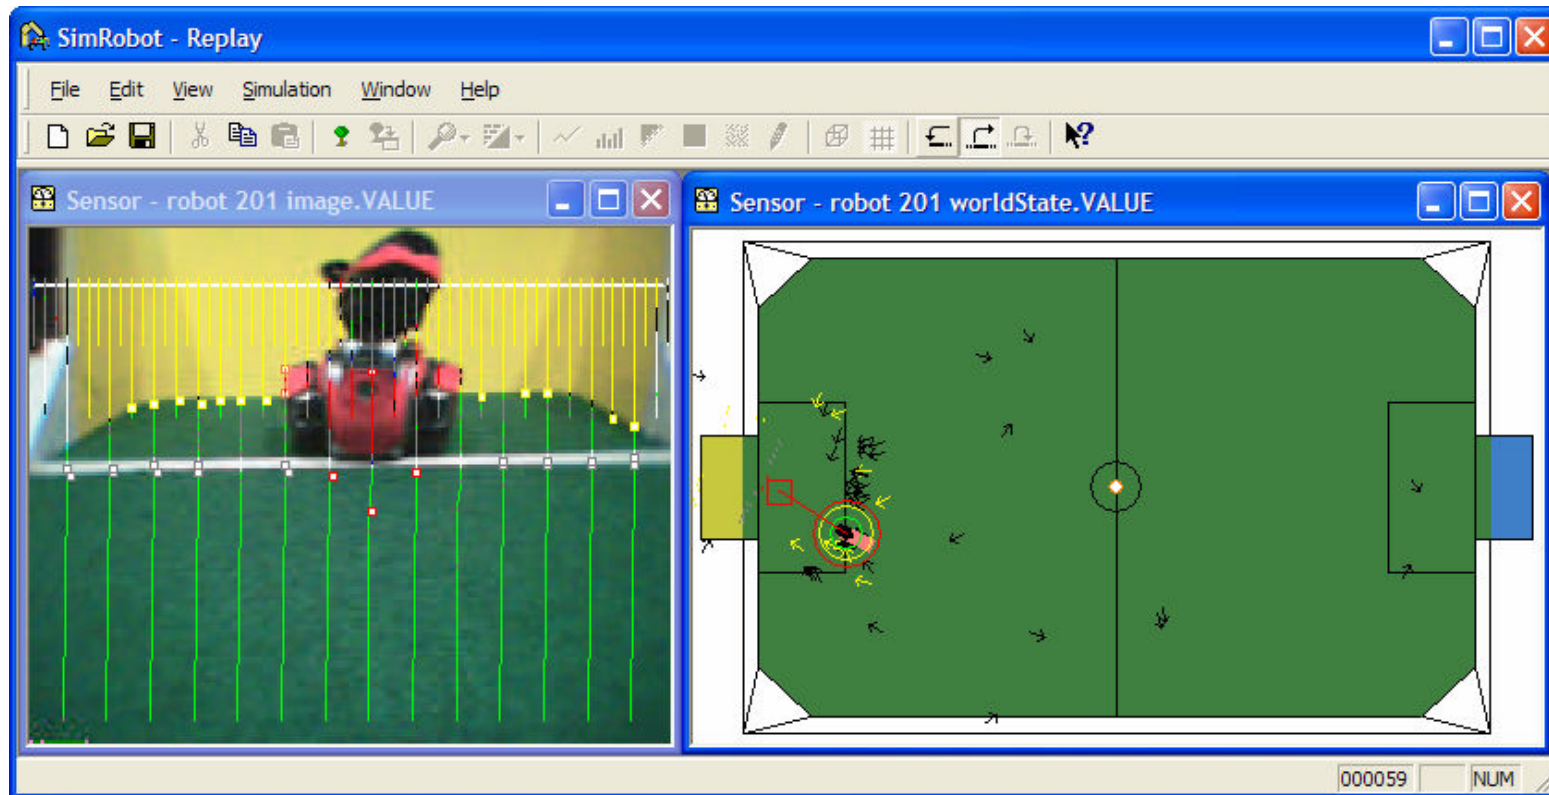 SimRobot - Replay
File Edit View Simulation Window Help
Sensor - robot 201 image.VALUE
Sensor - robot 201 worldState.VALUE
000059 NUM